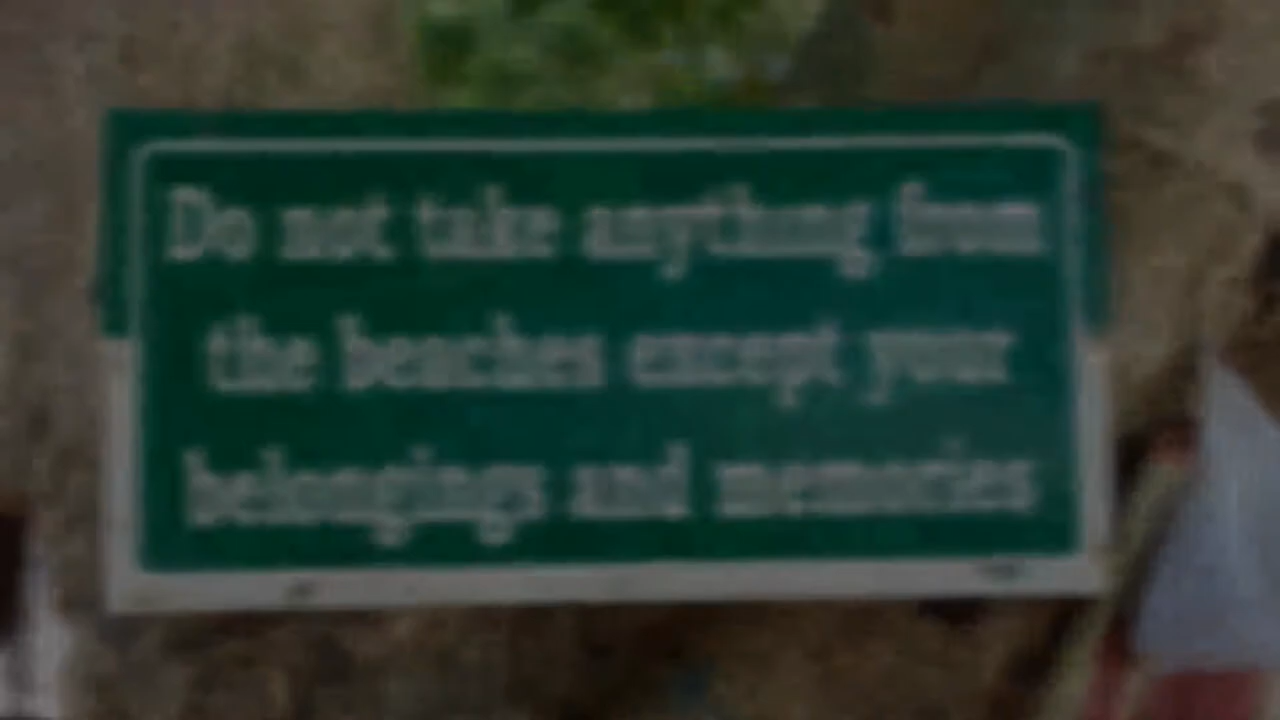 Do not take anything from
the beaches except your
belongings and memories